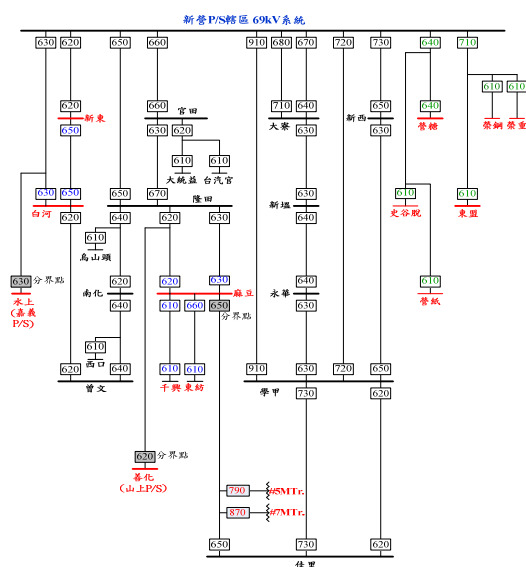 新營P/S轄區 69kV系統
630 620 650 660 910 680 640 720 730 640 710
610 610
620 660 710 640 650 640
新東 官田 大寮 新西 營糖 榮鋼 榮重
650 630 620 630 630
610 610
大統益 台汽官
630 650 650 670 630 610 610
白河 隆田 新塭 史谷脫 東盟
620 640 620 630 640
610
烏山頭
630 分界點 620 620 630 640 610
水上 南化 麻豆 永華 營紙
(嘉義 640 610 660 650 630
P/S) 分界點
610
西口
620 640 610 610 910 630 720 650
曾文 千興 東紡 學甲
730 620
620 分界點
善化
(山上P/S)
790 #5MTr.
870 #7MTr.
650 730 620
佳里